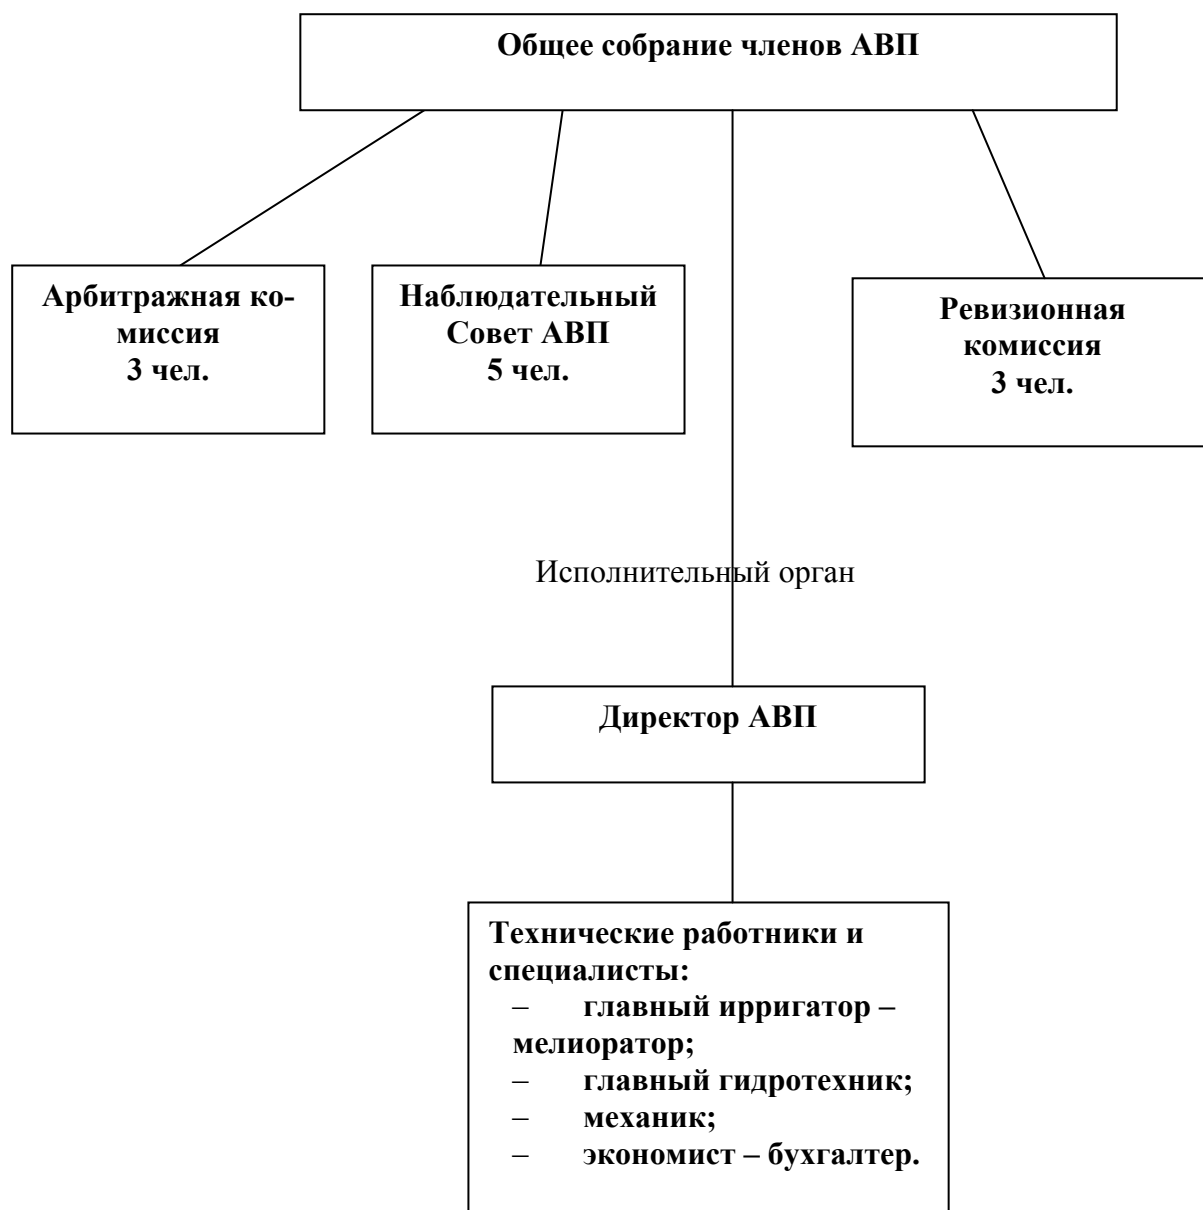 Общее собрание членов АВП
Арбитражная ко-
миссия
3 чел.
Наблюдательный
Совет АВП
5 чел.
Ревизионная
комиссия
3 чел.
Исполнительный орган
Директор АВП
Технические работники и
специалисты:
– главный ирригатор –
мелиоратор;
– главный гидротехник;
– механик;
– экономист – бухгалтер.